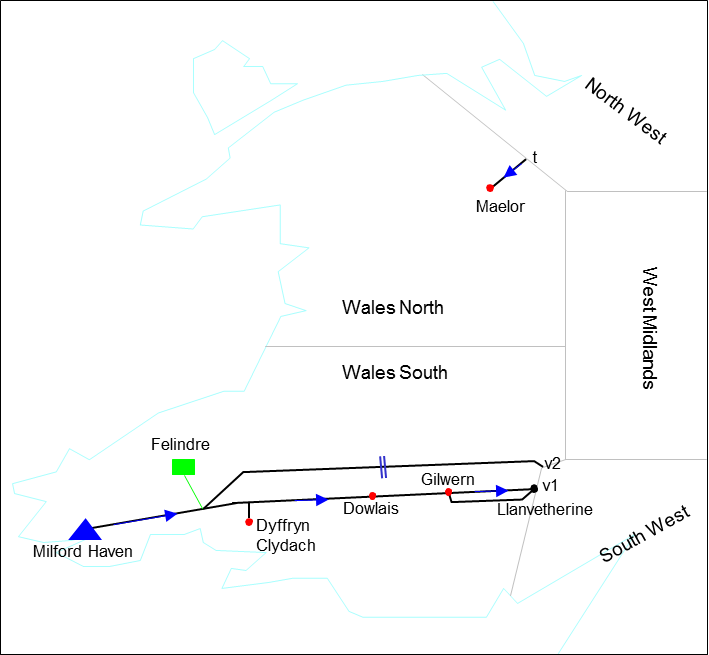 North West
t
Maelor
Wales North
West Midlands
Wales South
Felindre
v2
Gilwern
v1
Dowlais
Llanvetherine
Dyffryn
Clydach
South West
Milford Haven